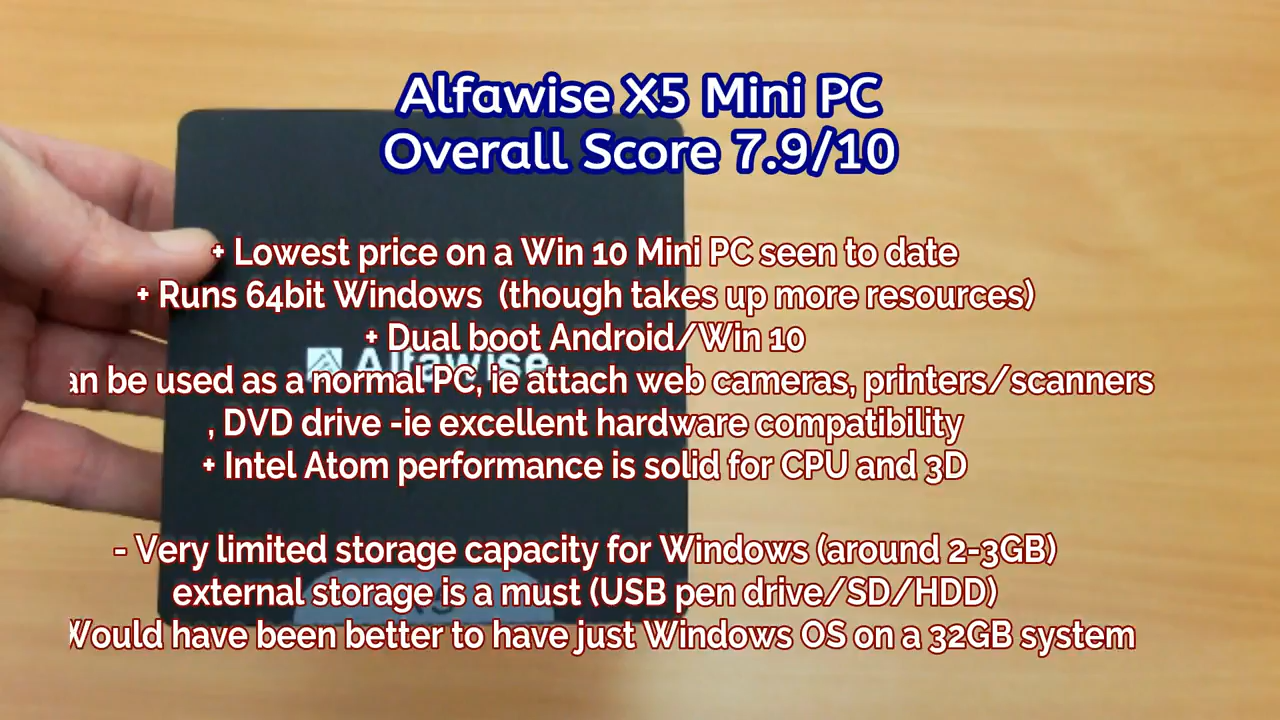 Alfawise X5 Mini PC
Overall Score 7.9/10
+ Lowest price on a Win 10 Mini PC seen to date
+ Runs 64bit Windows (though takes up more resources)
+ Dual boot Android/Win 10
Alfawise
an be used as a normal PC, ie attach web cameras, printers/scanners
, DVD drive -ie excellent hardware compatibility
+ Intel Atom performance is solid for CPU and 3D
- Very limited storage capacity for Windows (around 2-3GB)
external storage is a must (USB pen drive/SD/HDD)
Would have been better to have just Windows OS on a 32GB system